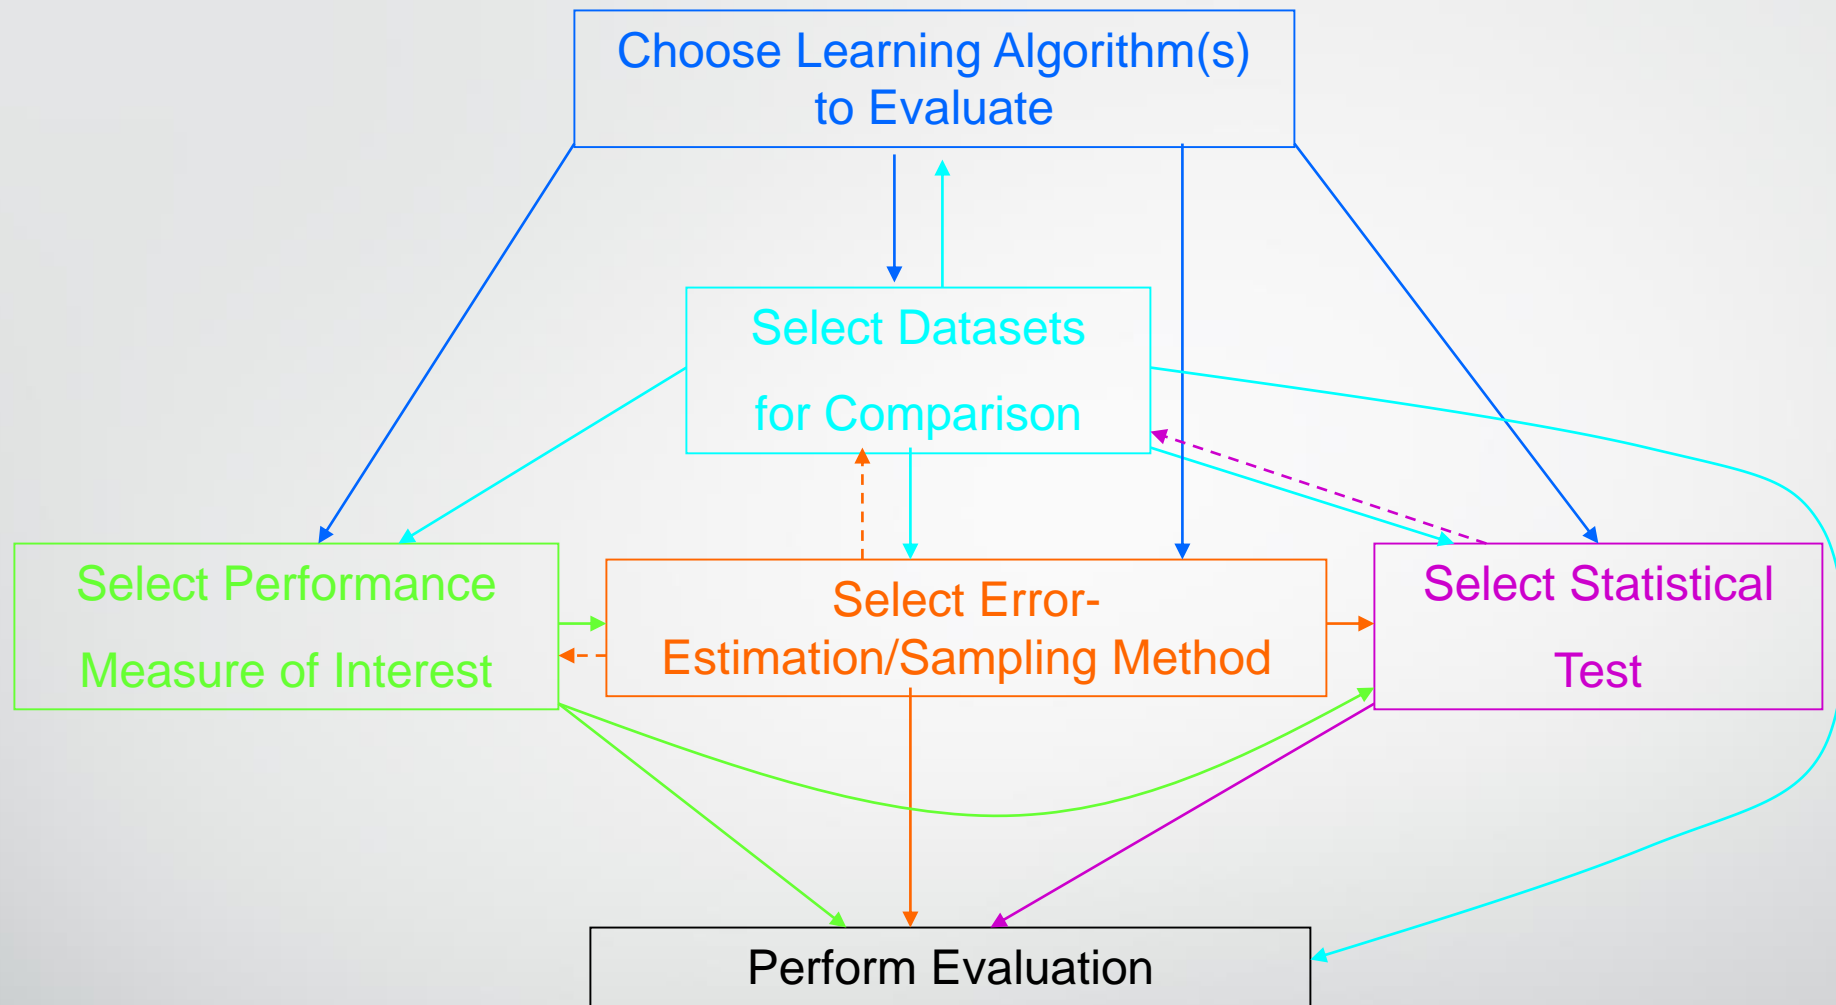 Choose Learning Algorithm(s)
to Evaluate
Select Datasets
for Comparison
Select Performance
Measure of Interest
Select Error-
Estimation/Sampling Method
Select Statistical
Test
Perform Evaluation